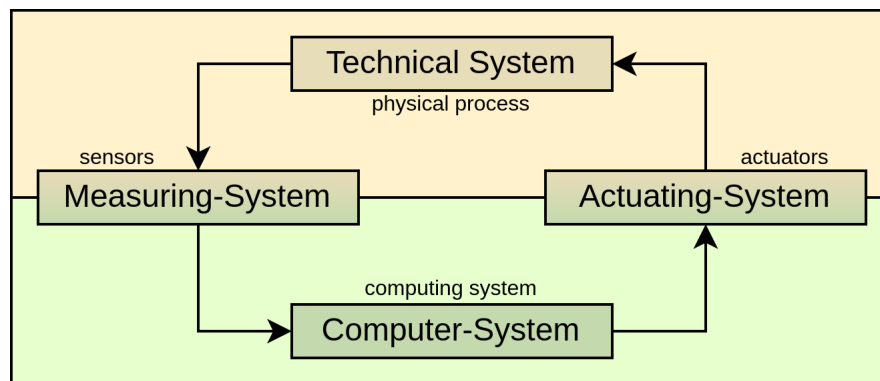 Technical System
physical process
sensors
actuators
Measuring-System
Actuating-System
computing system
Computer-System